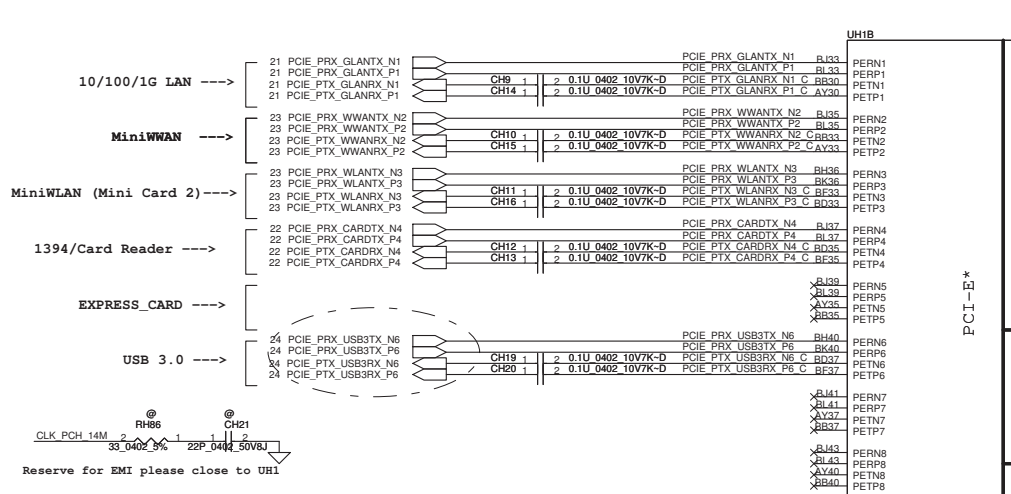 UH1B
10/100/1G LAN --->
21 PCIE_PRX_GLANTX_N1 PCIE_PRX_GLANTX_N1 BJ33 PERN1
21 PCIE_PRX_GLANTX_P1 PCIE_PRX_GLANTX_P1 BL33 PERP1
21 PCIE_PTX_GLANRX_N1 CH9 1 2 0.1U_0402_10V7K~D PCIE_PTX_GLANRX_N1_C BB30 PETN1
21 PCIE_PTX_GLANRX_P1 CH14 1 2 0.1U_0402_10V7K~D PCIE_PTX_GLANRX_P1_C AY30 PETP1
MiniWWAN --->
23 PCIE_PRX_WWANTX_N2 PCIE_PRX_WWANTX_N2 BJ35 PERN2
23 PCIE_PRX_WWANTX_P2 PCIE_PRX_WWANTX_P2 BL35 PERP2
23 PCIE_PTX_WWANRX_N2 CH10 1 2 0.1U_0402_10V7K~D PCIE_PTX_WWANRX_N2_C BB33 PETN2
23 PCIE_PTX_WWANRX_P2 CH15 1 2 0.1U_0402_10V7K~D PCIE_PTX_WWANRX_P2_C AY33 PETP2
MiniWLAN (Mini Card 2)--->
23 PCIE_PRX_WLANTX_N3 PCIE_PRX_WLANTX_N3 BH36 PERN3
23 PCIE_PRX_WLANTX_P3 PCIE_PRX_WLANTX_P3 BK36 PERP3
23 PCIE_PTX_WLANRX_N3 CH11 1 2 0.1U_0402_10V7K~D PCIE_PTX_WLANRX_N3_C BF33 PETN3
23 PCIE_PTX_WLANRX_P3 CH16 1 2 0.1U_0402_10V7K~D PCIE_PTX_WLANRX_P3_C BD33 PETP3
1394/Card Reader --->
22 PCIE_PRX_CARDTX_N4 PCIE_PRX_CARDTX_N4 BJ37 PERN4
22 PCIE_PRX_CARDTX_P4 PCIE_PRX_CARDTX_P4 BL37 PERP4
22 PCIE_PTX_CARDRX_N4 CH12 1 2 0.1U_0402_10V7K~D PCIE_PTX_CARDRX_N4_C BD35 PETN4
22 PCIE_PTX_CARDRX_P4 CH13 1 2 0.1U_0402_10V7K~D PCIE_PTX_CARDRX_P4_C BF35 PETP4
PCI-E*
EXPRESS_CARD --->
BJ39 PERN5
BL39 PERP5
AY35 PETN5
BB35 PETP5
USB 3.0 --->
24 PCIE_PRX_USB3TX_N6 PCIE_PRX_USB3TX_N6 BH40 PERN6
24 PCIE_PRX_USB3TX_P6 PCIE_PRX_USB3TX_P6 BK40 PERP6
24 PCIE_PTX_USB3RX_N6 CH19 1 2 0.1U_0402_10V7K~D PCIE_PTX_USB3RX_N6_C BD37 PETN6
24 PCIE_PTX_USB3RX_P6 CH20 1 2 0.1U_0402_10V7K~D PCIE_PTX_USB3RX_P6_C BF37 PETP6
BJ41 PERN7
BL41 PERP7
AY37 PETN7
BB37 PETP7
@ @
RH86 CH21
CLK_PCH_14M 2 1 1 2
33_0402_5% 22P_0402_50V8J
Reserve for EMI please close to UH1
BJ43 PERN8
BL43 PERP8
AY40 PETN8
BB40 PETP8